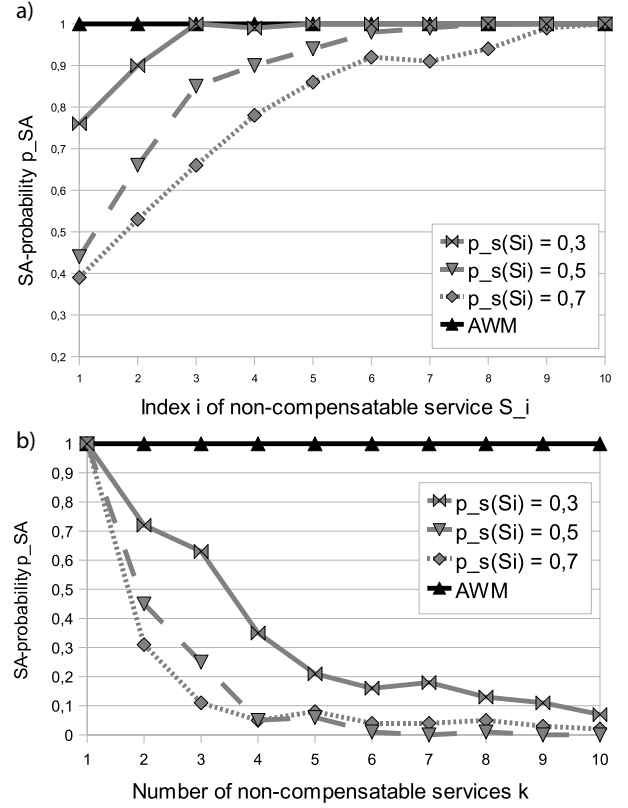 a)
SA-probability p_SA
1
0,9
0,8
0,7
0,6
0,5
0,4
0,3
0,2
1 2 3 4 5 6 7 8 9 10
Index i of non-compensatable service S_i
p_s(Si) = 0,3
p_s(Si) = 0,5
p_s(Si) = 0,7
AWM
b)
SA-probability p_SA
1
0,9
0,8
0,7
0,6
0,5
0,4
0,3
0,2
0,1
0
1 2 3 4 5 6 7 8 9 10
Number of non-compensatable services k
p_s(Si) = 0,3
p_s(Si) = 0,5
p_s(Si) = 0,7
AWM